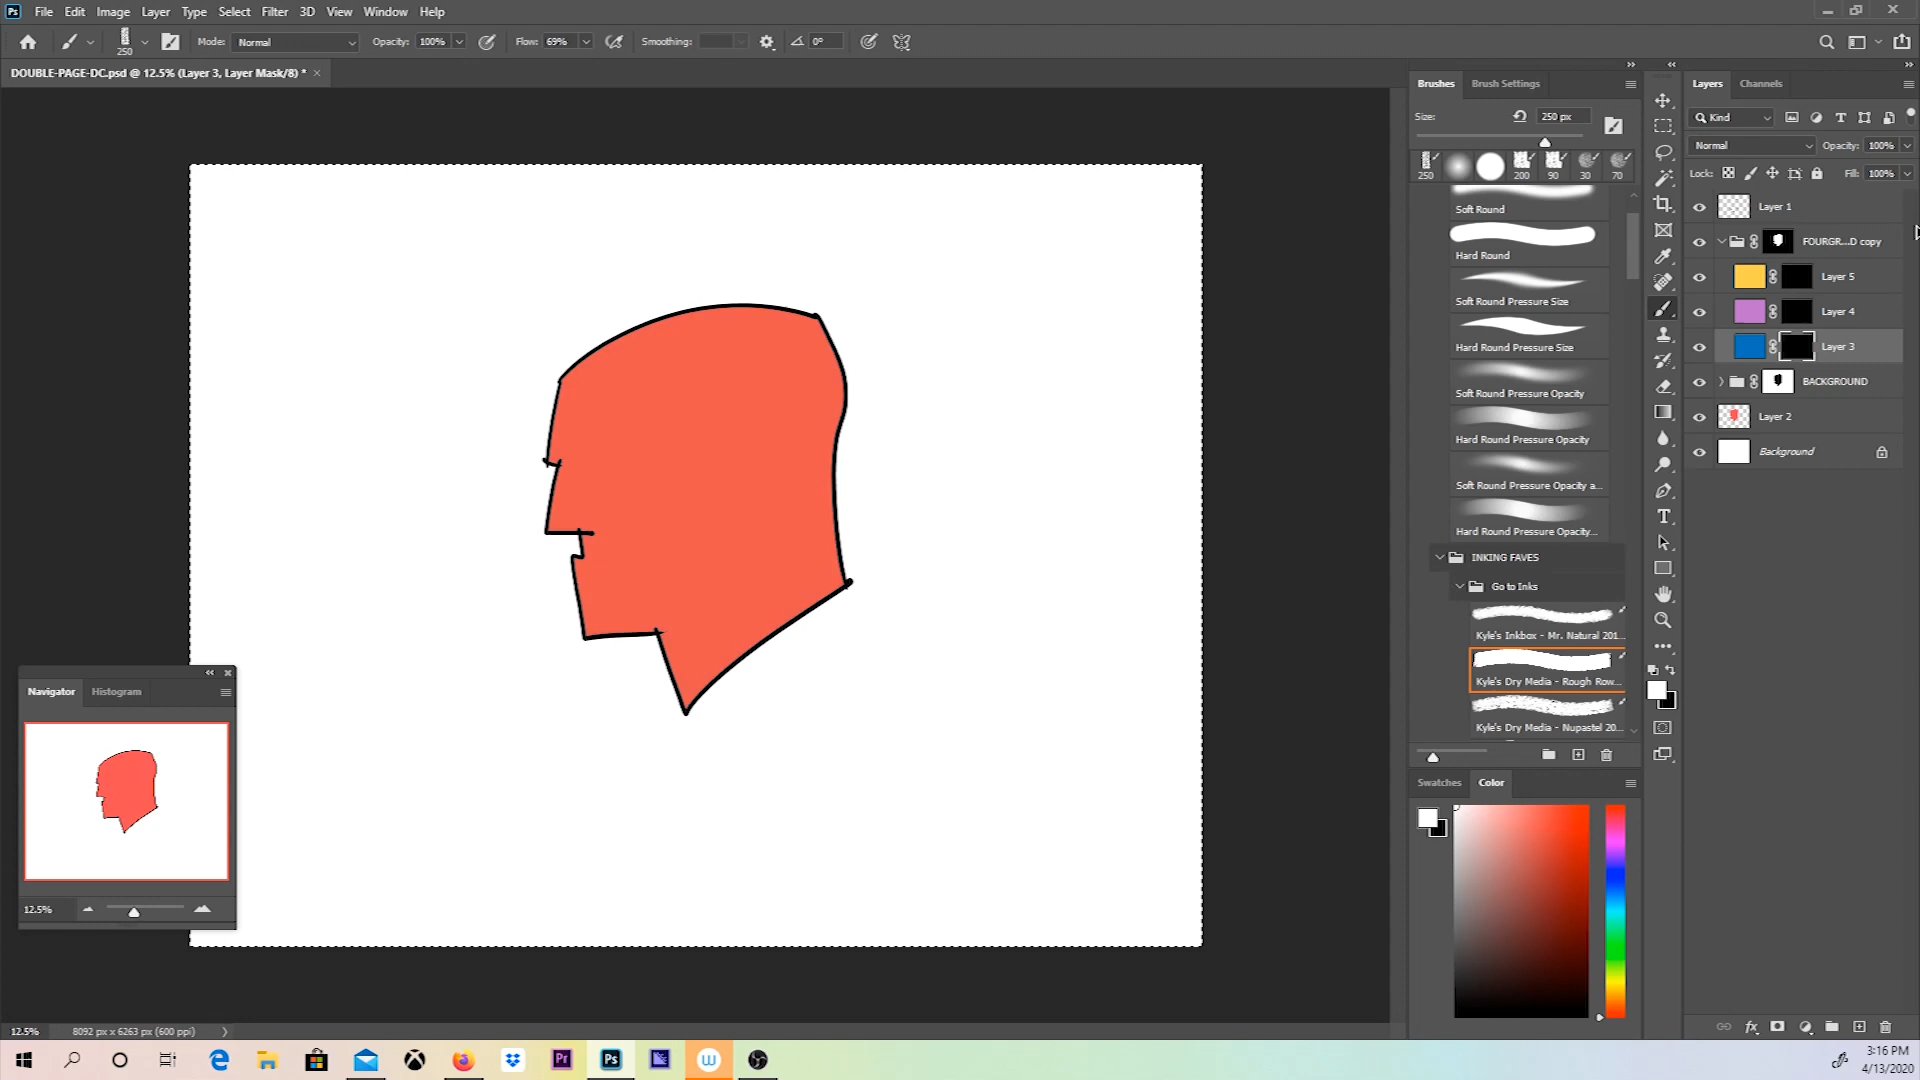 Ps File Edit Image Layer Type Select Filter 3D View Window Help
250 Mode: Normal Opacity: 100% Flow: 69% Smoothing: 0°
DOUBLE-PAGE-DC.psd @ 12.5% (Layer 3, Layer Mask/8) * ×
Brushes Brush Settings
Size: 250 px
250 200 90 30 70
Soft Round
Hard Round
Soft Round Pressure Size
Hard Round Pressure Size
Soft Round Pressure Opacity
Hard Round Pressure Opacity
Soft Round Pressure Opacity a...
Hard Round Pressure Opacity...
INKING FAVES
Go to Inks
Kyle's Inkbox - Mr. Natural 201...
Kyle's Dry Media - Rough Row...
Kyle's Dry Media - Nupastel 20...
Swatches Color
Layers Channels
Kind
Normal Opacity: 100%
Lock: Fill: 100%
Layer 1
FOURGR...D copy
Layer 5
Layer 4
Layer 3
BACKGROUND
Layer 2
Background
Navigator Histogram
12.5%
12.5% 8092 px x 6263 px (600 ppi)
Pr Ps
3:16 PM
4/13/2020